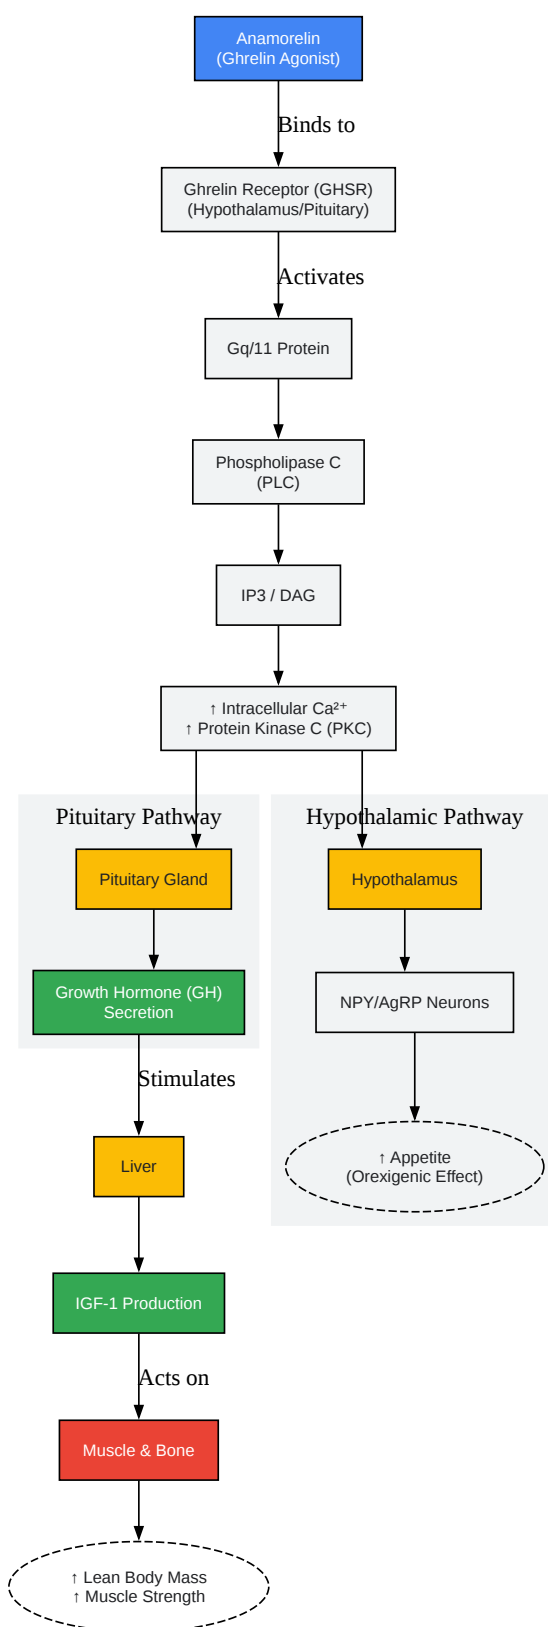 Anamorelin
(Ghrelin Agonist)
Binds to
Ghrelin Receptor (GHSR)
(Hypothalamus/Pituitary)
Activates
Gq/11 Protein
Phospholipase C
(PLC)
IP3 / DAG
↑ Intracellular Ca²⁺
↑ Protein Kinase C (PKC)
Pituitary Pathway
Pituitary Gland
Growth Hormone (GH)
Secretion
Hypothalamic Pathway
Hypothalamus
NPY/AgRP Neurons
↑ Appetite
(Orexigenic Effect)
Stimulates
Liver
IGF-1 Production
Acts on
Muscle & Bone
↑ Lean Body Mass
↑ Muscle Strength